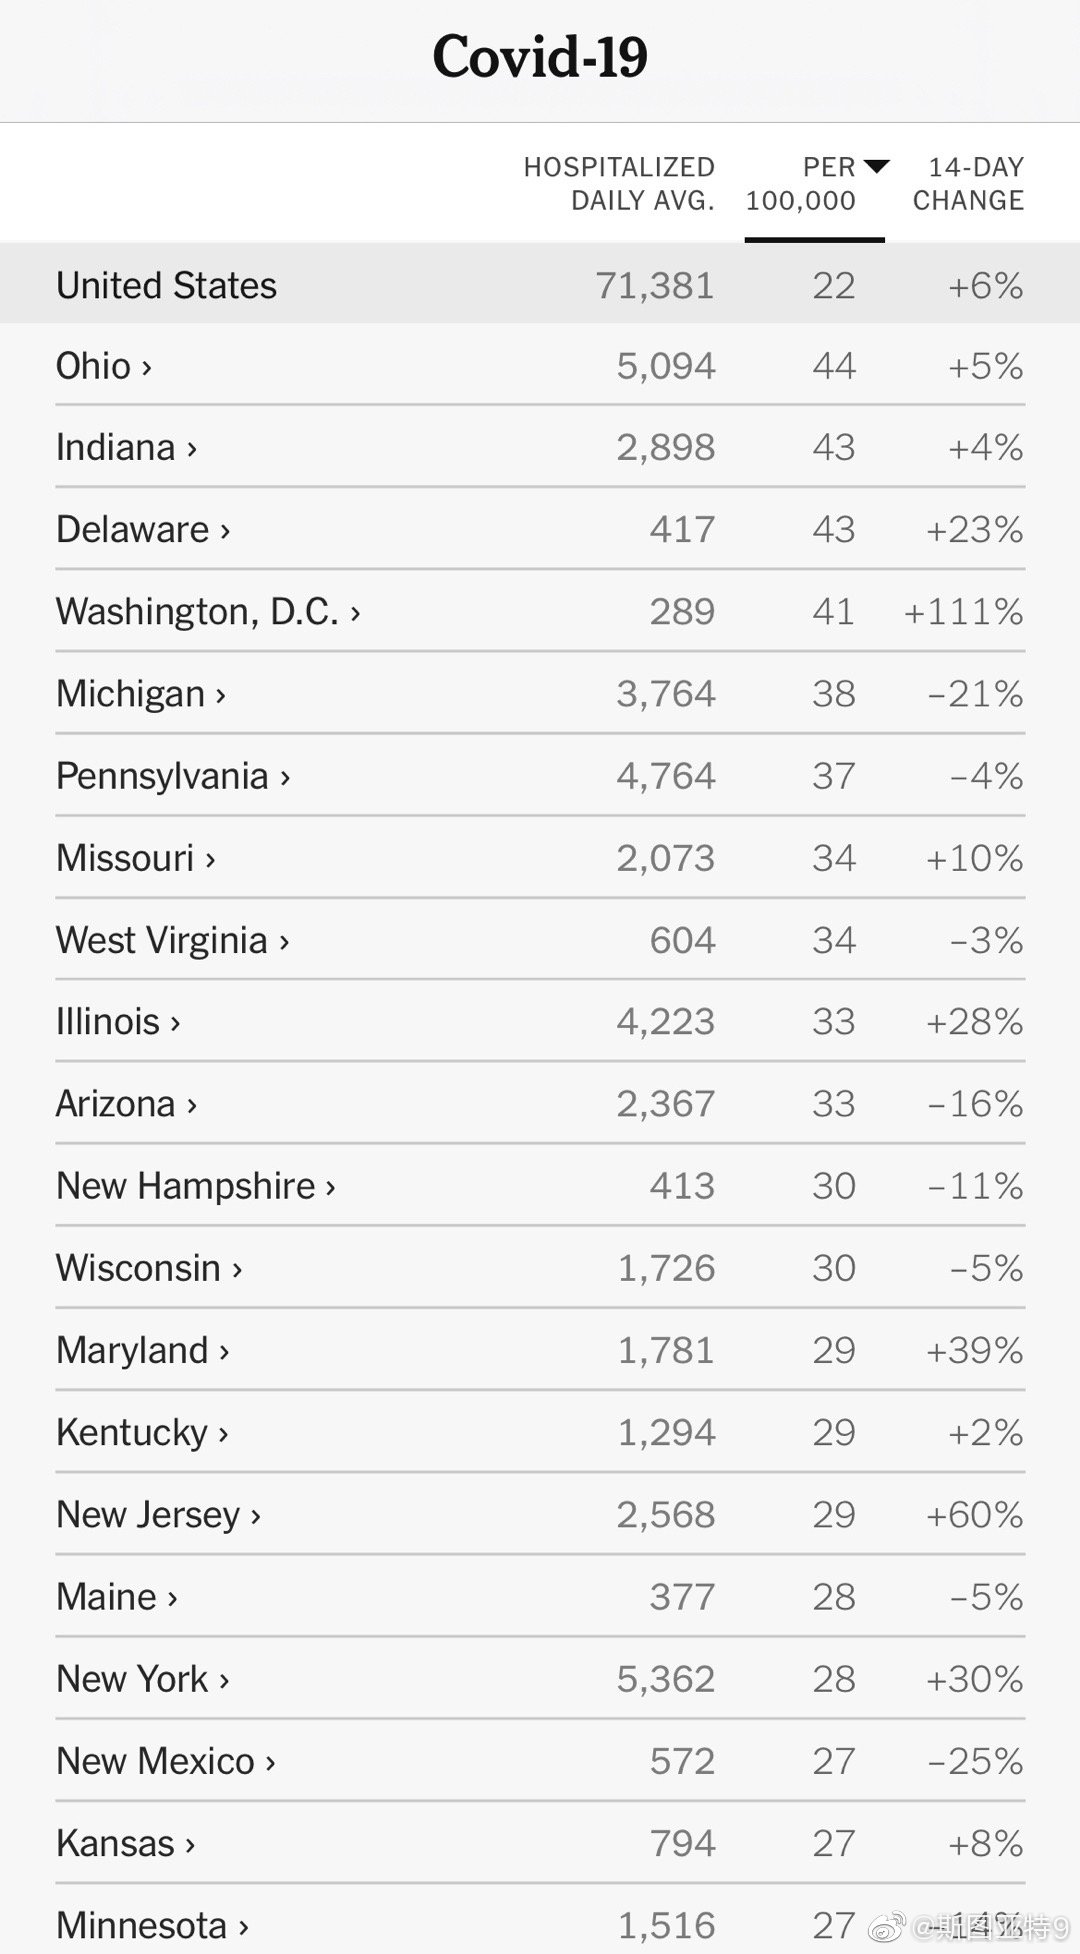 Covid-19
HOSPITALIZED DAILY AVG. PER 100,000 14-DAY CHANGE
United States 71,381 22 +6%
Ohio › 5,094 44 +5%
Indiana › 2,898 43 +4%
Delaware › 417 43 +23%
Washington, D.C. › 289 41 +111%
Michigan › 3,764 38 –21%
Pennsylvania › 4,764 37 –4%
Missouri › 2,073 34 +10%
West Virginia › 604 34 –3%
Illinois › 4,223 33 +28%
Arizona › 2,367 33 –16%
New Hampshire › 413 30 –11%
Wisconsin › 1,726 30 –5%
Maryland › 1,781 29 +39%
Kentucky › 1,294 29 +2%
New Jersey › 2,568 29 +60%
Maine › 377 28 –5%
New York › 5,362 28 +30%
New Mexico › 572 27 –25%
Kansas › 794 27 +8%
Minnesota › 1,516 27 –14%
@斯图亚特9